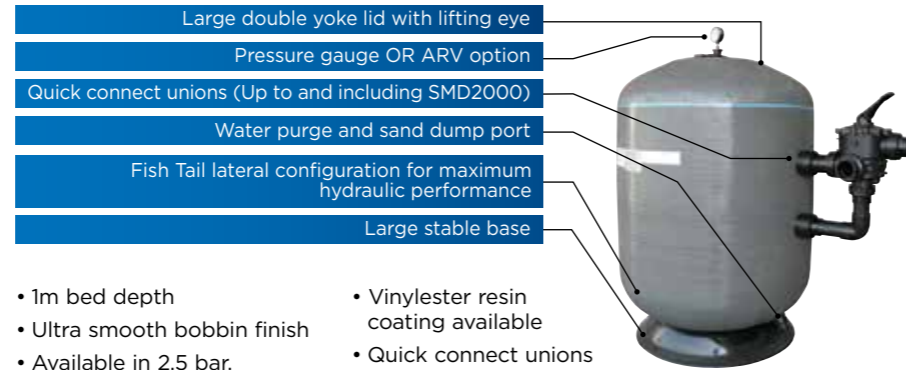 Large double yoke lid with lifting eye
Pressure gauge OR ARV option
Quick connect unions (Up to and including SMD2000)
Water purge and sand dump port
Fish Tail lateral configuration for maximum
hydraulic performance
Large stable base
• 1m bed depth
• Ultra smooth bobbin finish
• Available in 2.5 bar.
• Vinylester resin
coating available
• Quick connect unions